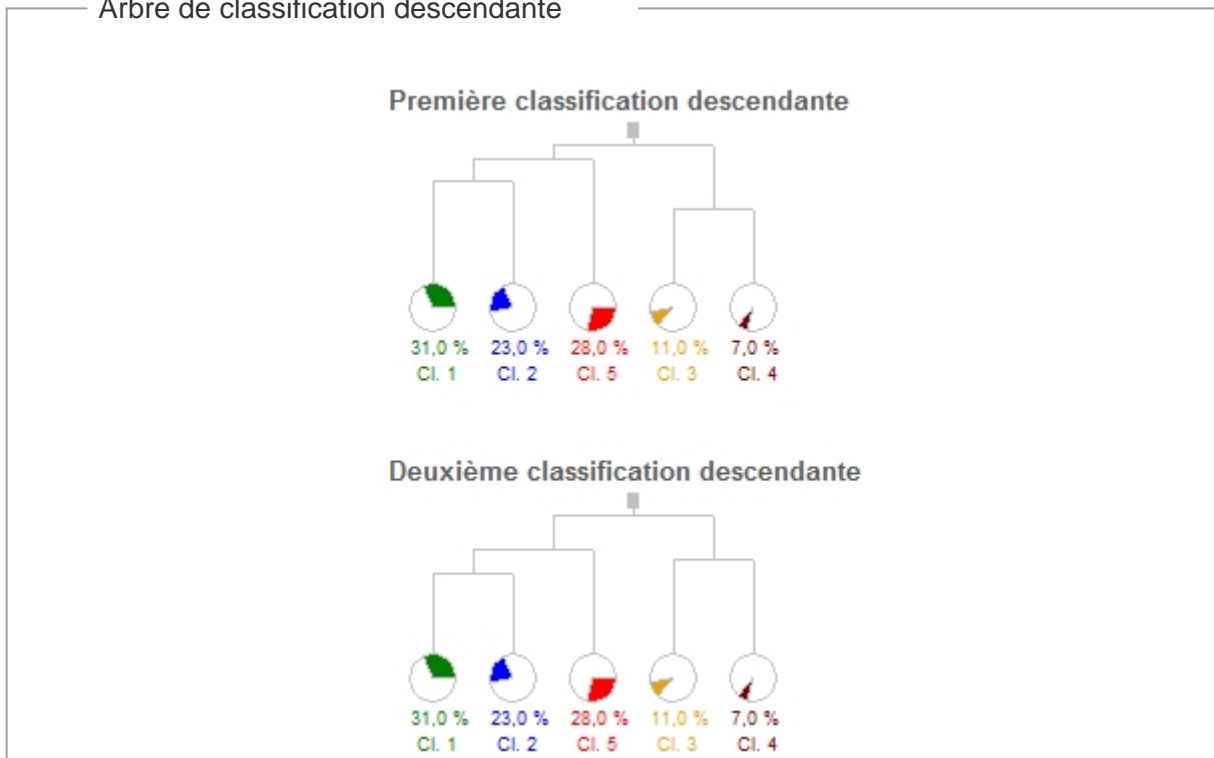 Arbre de classification descendante
Première classification descendante
31,0 % 23,0 % 28,0 % 11,0 % 7,0 %
Cl. 1 Cl. 2 Cl. 5 Cl. 3 Cl. 4
Deuxième classification descendante
31,0 % 23,0 % 28,0 % 11,0 % 7,0 %
Cl. 1 Cl. 2 Cl. 5 Cl. 3 Cl. 4